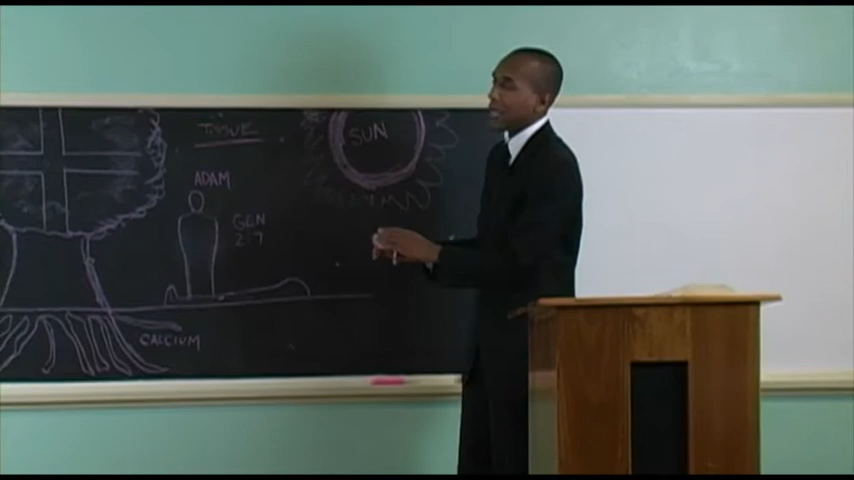 TISSUE
SUN
ADAM
GEN
2:7
CALCIUM